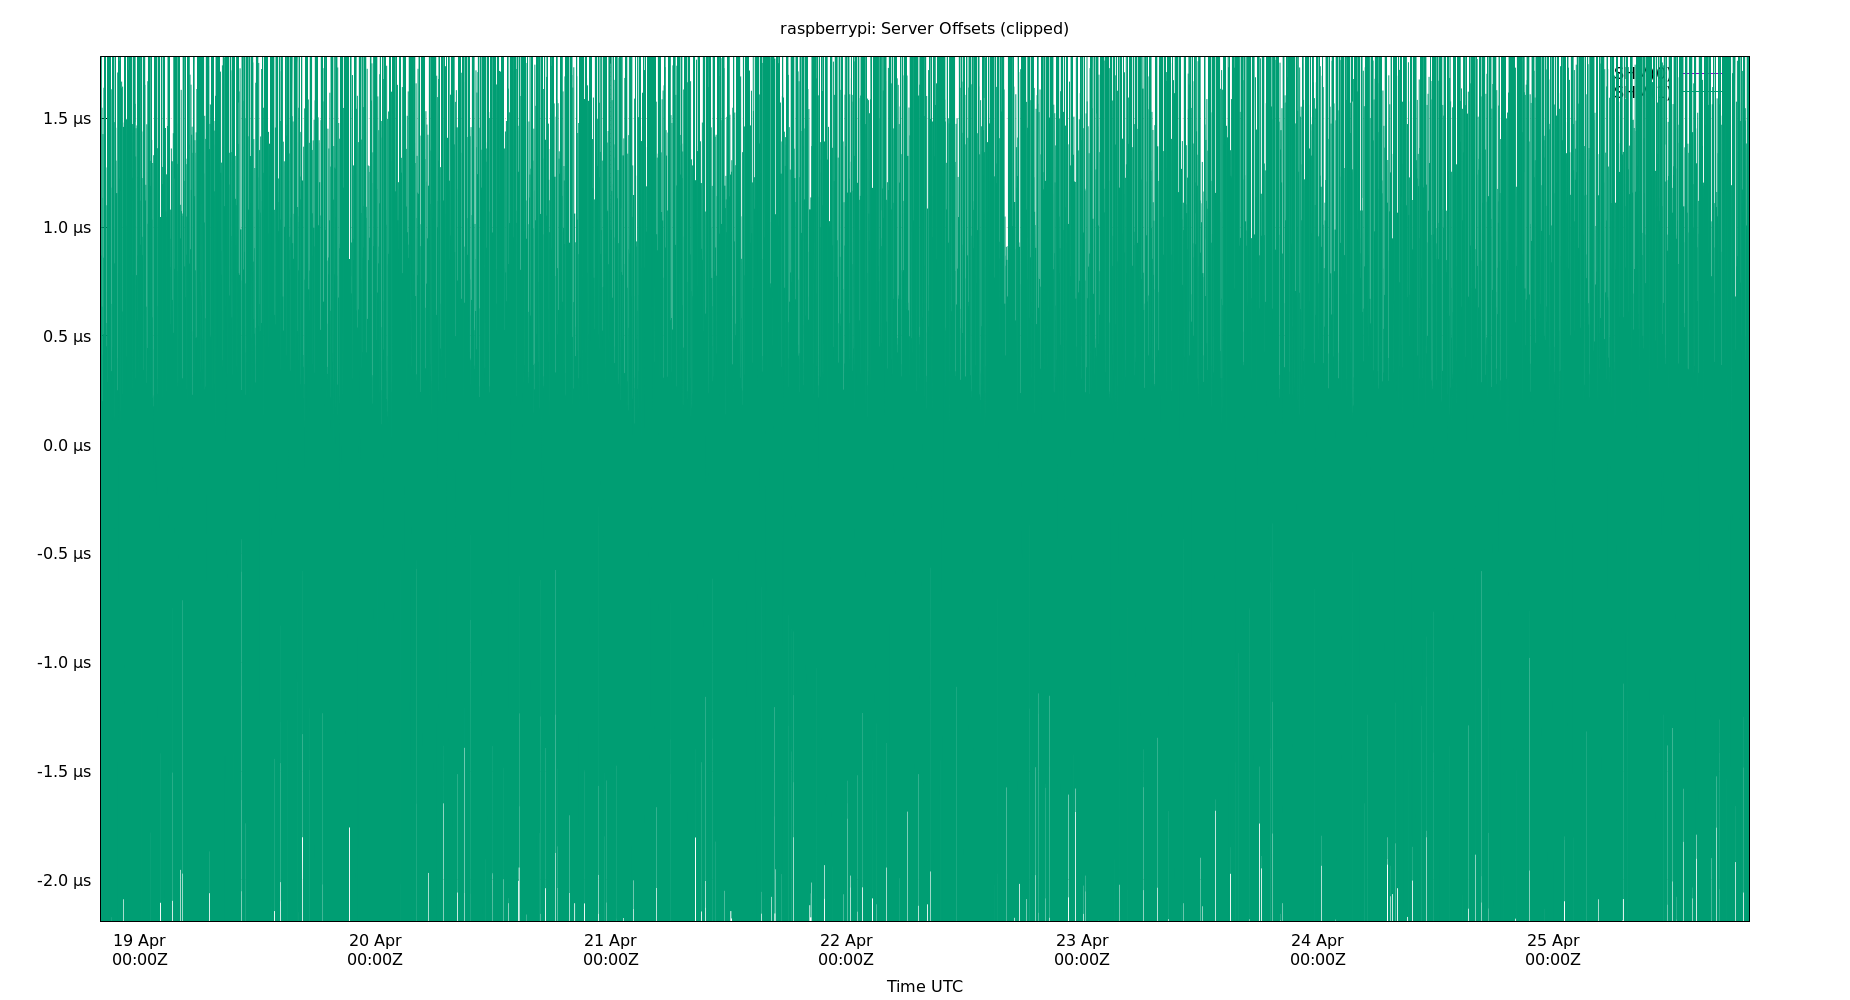 raspberrypi: Server Offsets (clipped)
1.5 µs
1.0 µs
0.5 µs
0.0 µs
-0.5 µs
-1.0 µs
-1.5 µs
-2.0 µs
19 Apr 20 Apr 21 Apr 22 Apr 23 Apr 24 Apr 25 Apr
00:00Z 00:00Z 00:00Z 00:00Z 00:00Z 00:00Z 00:00Z
Time UTC